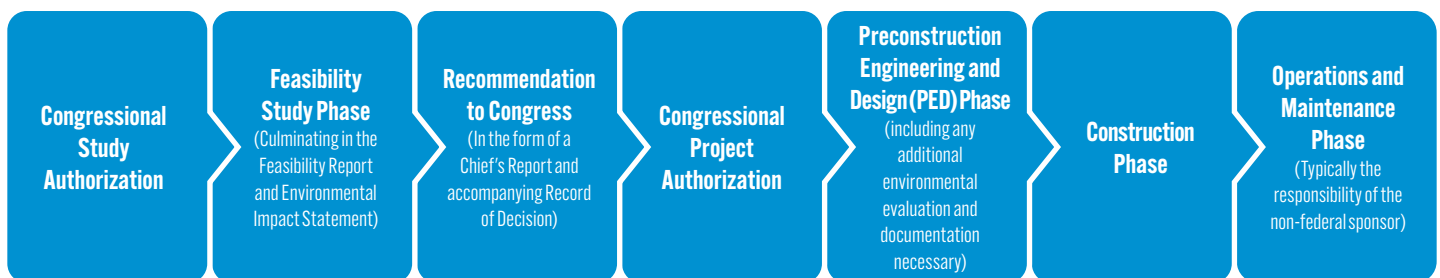 Congressional
Study
Authorization
Feasibility
Study Phase
(Culminating in the
Feasibility Report
and Environmental
Impact Statement)
Recommendation
to Congress
(In the form of a
Chief's Report and
accompanying Record
of Decision)
Congressional
Project
Authorization
Preconstruction
Engineering and
Design (PED) Phase
(including any
additional
environmental
evaluation and
documentation
necessary)
Construction
Phase
Operations and
Maintenance
Phase
(Typically the
responsibility of the
non-federal sponsor)